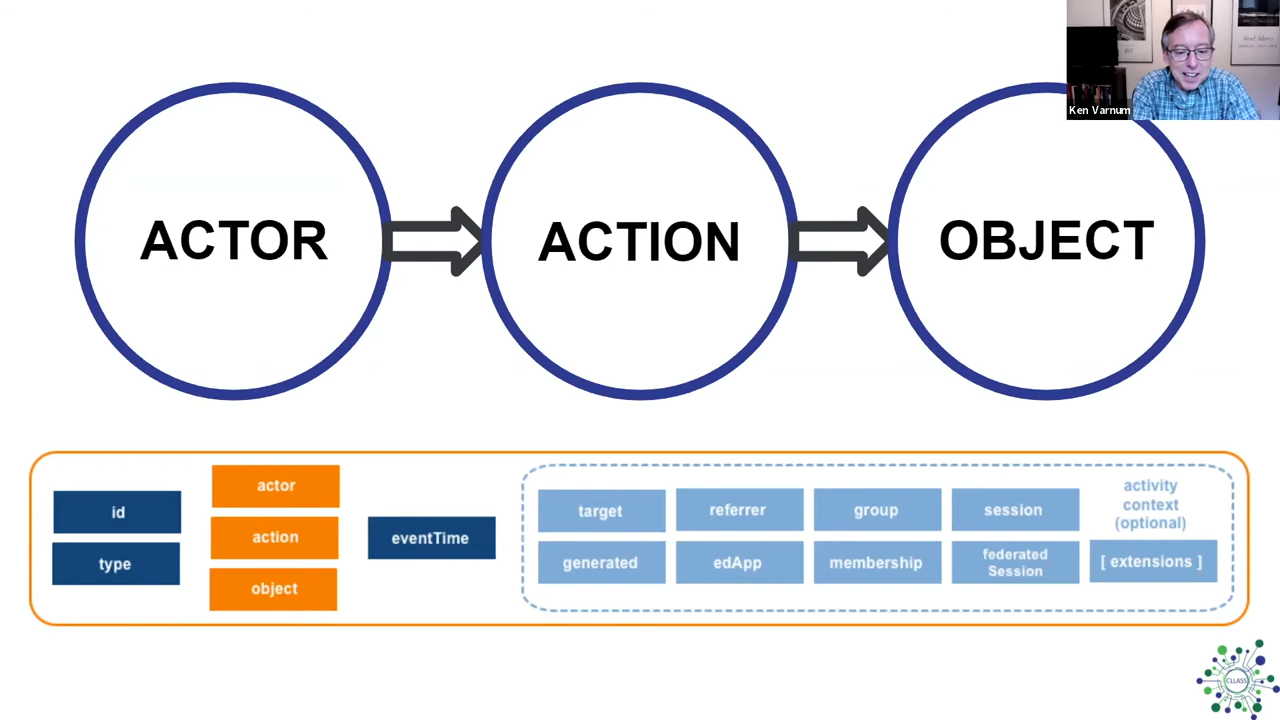 Ken Varnum
ACTOR
ACTION
OBJECT
id
type
actor
action
object
eventTime
target
referrer
group
session
activity
context
(optional)
generated
edApp
membership
federated
Session
[ extensions ]
CLLASS